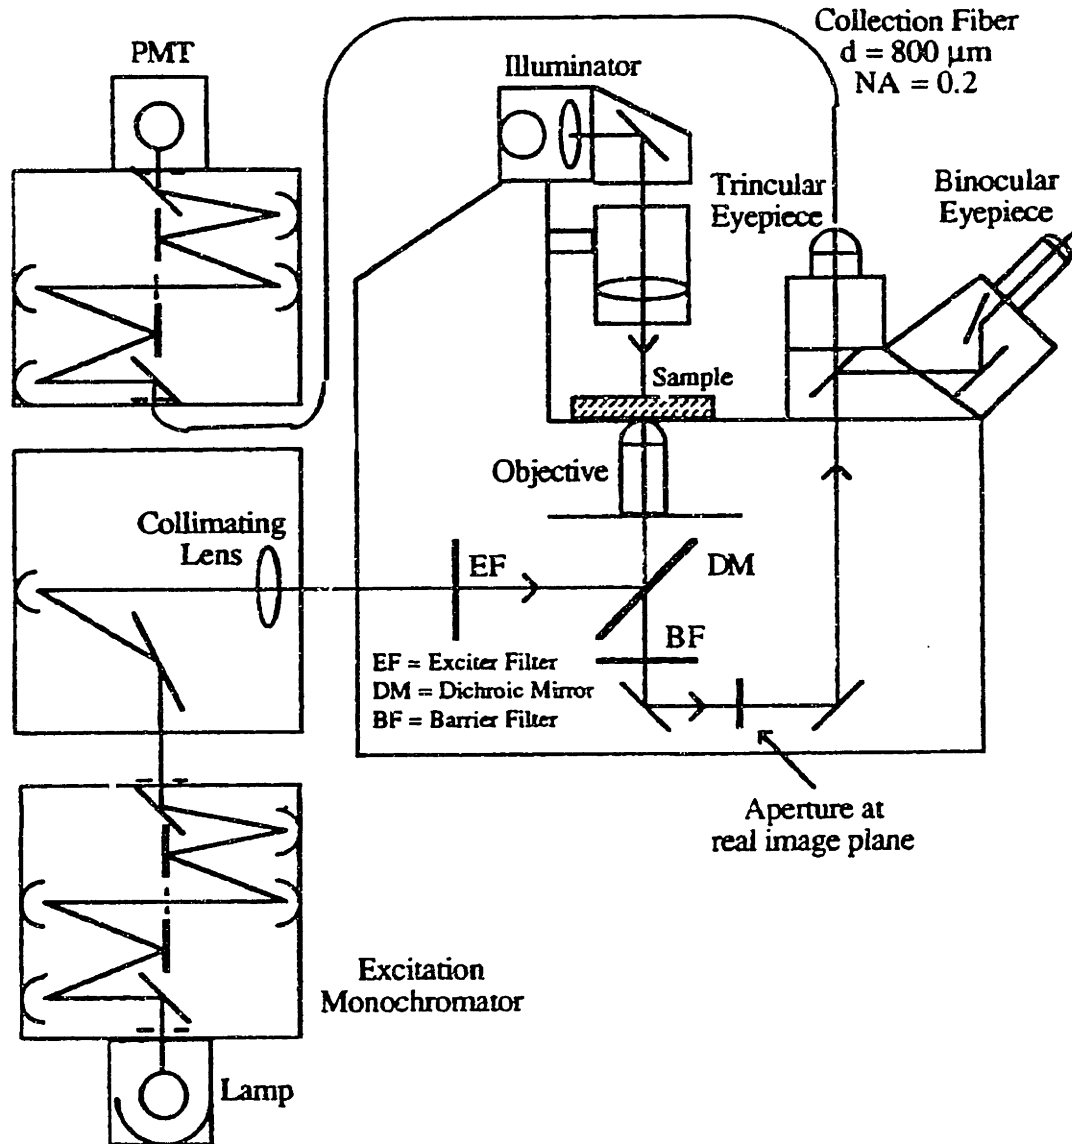 PMT
Illuminator
Collection Fiber
d = 800 μm
NA = 0.2
Trincular
Eyepiece
Binocular
Eyepiece
Sample
Objective
Collimating
Lens
EF
DM
BF
EF = Exciter Filter
DM = Dichroic Mirror
BF = Barrier Filter
Aperture at
real image plane
Excitation
Monochromator
Lamp